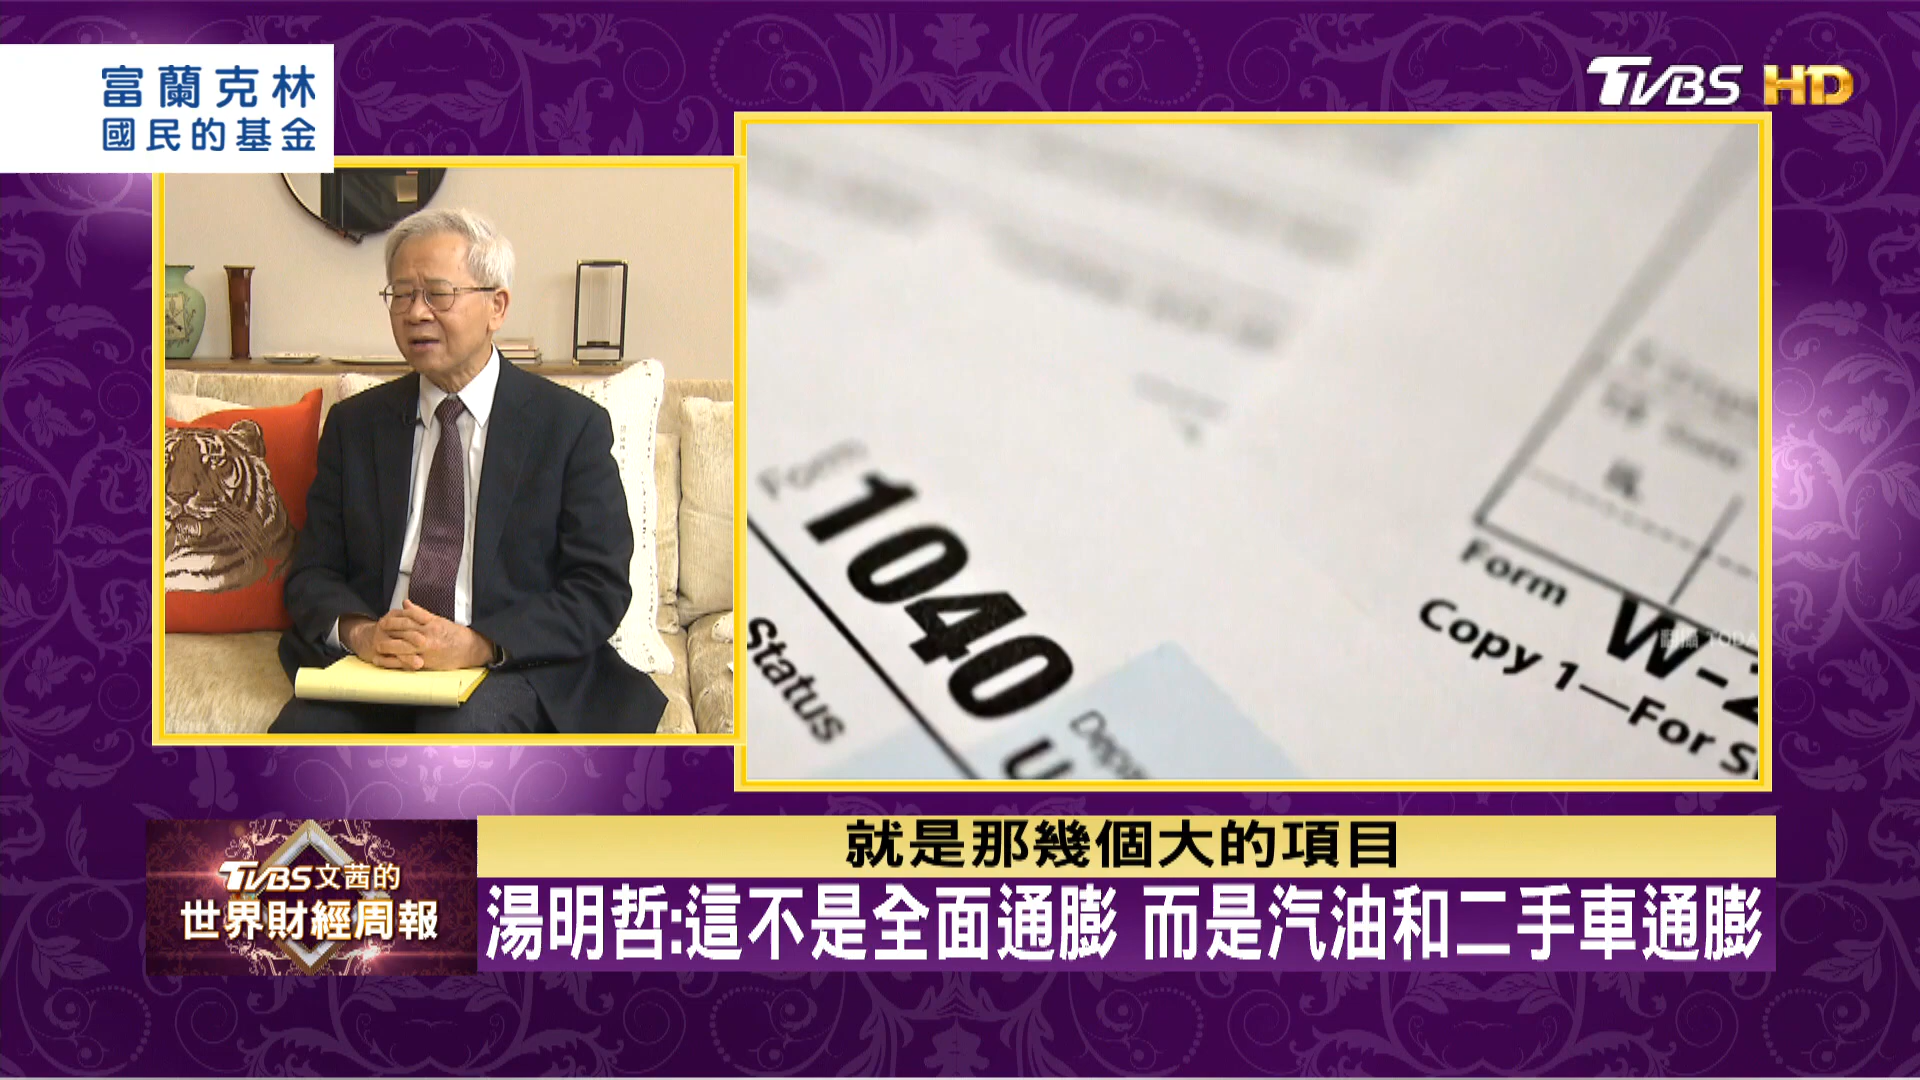 富蘭克林
國民的基金
TVBS HD
Form 1040
Status
Form W-2
Copy 1—For S
就是那幾個大的項目
TVBS文茜的
世界財經周報
湯明哲:這不是全面通膨 而是汽油和二手車通膨